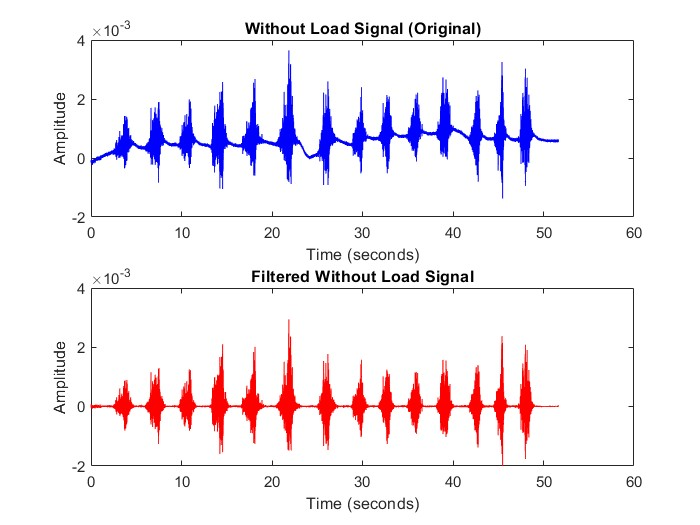 Without Load Signal (Original)
×10-3
4
2
0
-2
Amplitude
0 10 20 30 40 50 60
Time (seconds)
Filtered Without Load Signal
×10-3
4
2
0
-2
Amplitude
0 10 20 30 40 50 60
Time (seconds)